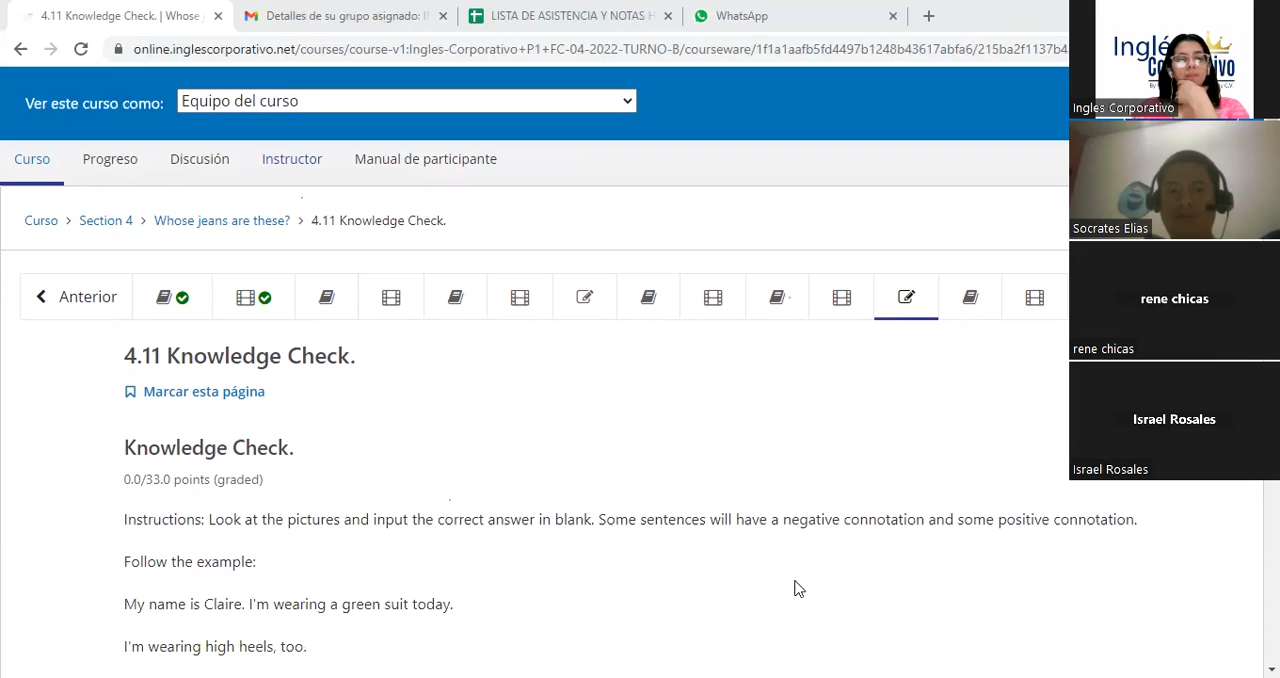 4.11 Knowledge Check. | Whose j
Detalles de su grupo asignado: I
LISTA DE ASISTENCIA Y NOTAS H
WhatsApp
online.inglescorporativo.net/courses/course-v1:Ingles-Corporativo+P1+FC-04-2022-TURNO-B/courseware/1f1a1aafb5fd4497b1248b43617abfa6/215ba2f1137b4
Ver este curso como:
Equipo del curso
Curso
Progreso
Discusión
Instructor
Manual de participante
Curso > Section 4 > Whose jeans are these? > 4.11 Knowledge Check.
Anterior
4.11 Knowledge Check.
Marcar esta página
Knowledge Check.
0.0/33.0 points (graded)
Instructions: Look at the pictures and input the correct answer in blank. Some sentences will have a negative connotation and some positive connotation.
Follow the example:
My name is Claire. I'm wearing a green suit today.
I'm wearing high heels, too.
Ingles Corporativo
Socrates Elias
rene chicas
rene chicas
Israel Rosales
Israel Rosales